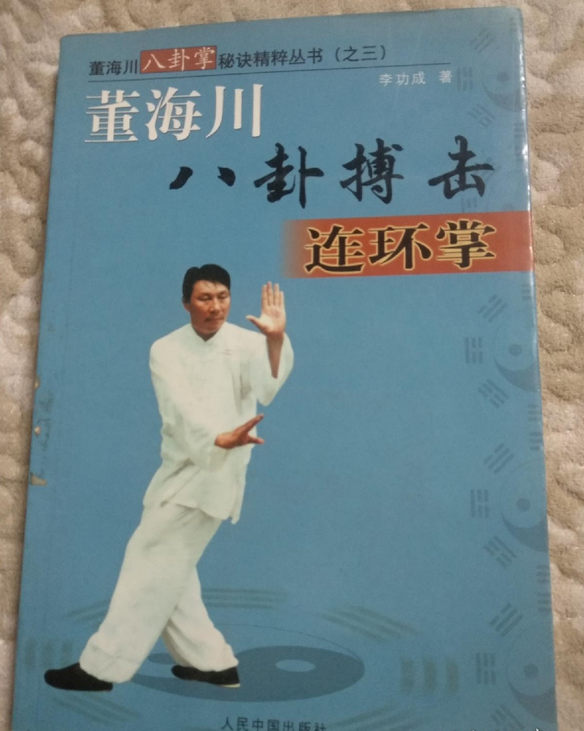 董海川八卦掌秘诀精粹丛书（之三）
李功成 著
董海川
八卦搏击
连环掌
人民中国出版社